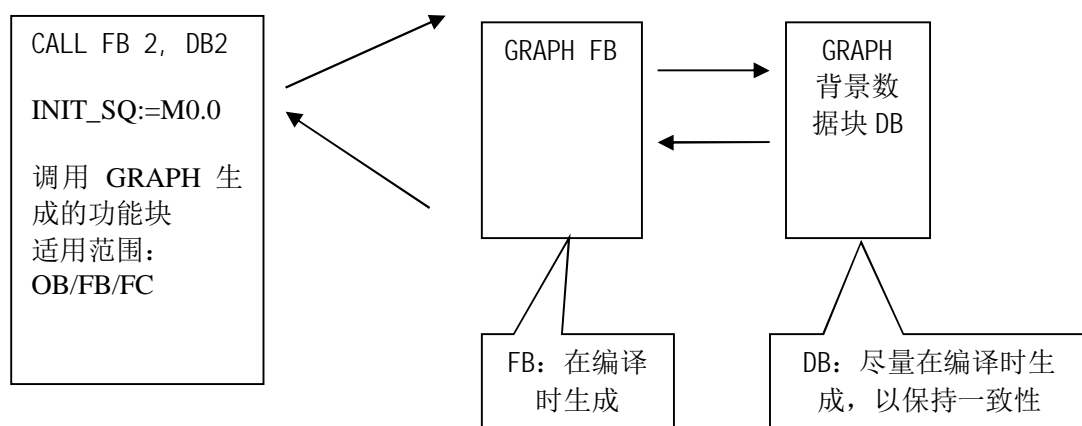 CALL FB 2, DB2
INIT_SQ:=M0.0
调用 GRAPH 生
成的功能块
适用范围：
OB/FB/FC
GRAPH FB
GRAPH
背景数
据块 DB
FB：在编译
时生成
DB：尽量在编译时生
成，以保持一致性